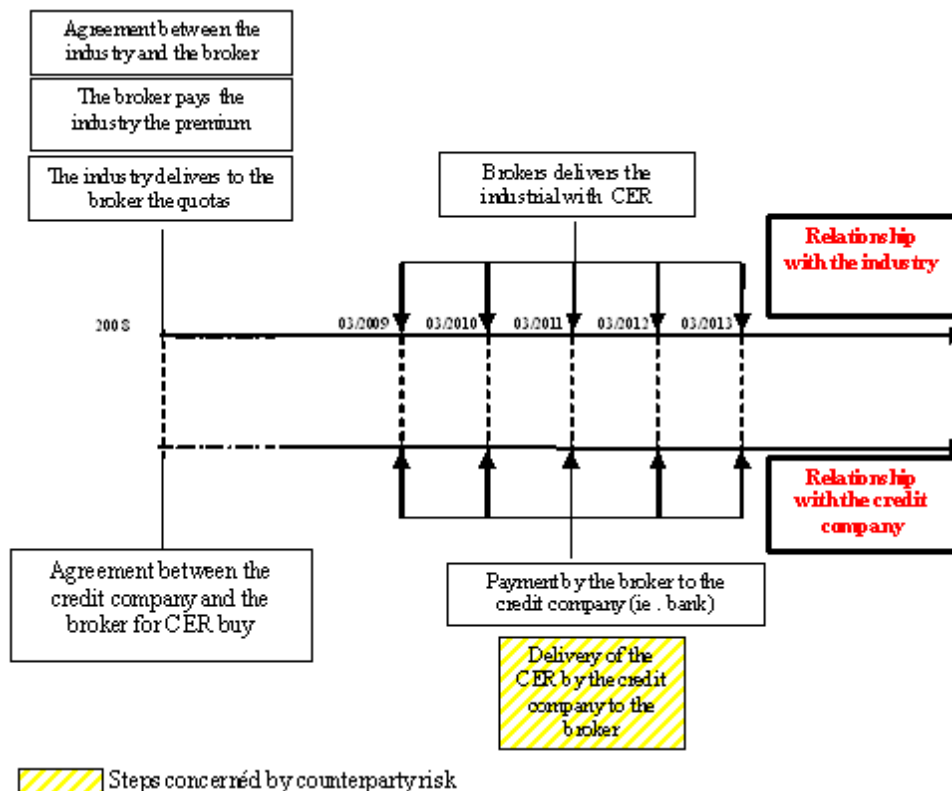 Agreement between the
industry and the broker
The broker pays the
industry the premium
The industry delivers to the
broker the quotas
Brokers delivers the
industrial with CER
Relationship
with the industry
2008
03/2009
03/2010
03/2011
03/2012
03/2013
Relationship
with the credit
company
Agreement between the
credit company and the
broker for CER buy
Payment by the broker to the
credit company (ie . bank)
Delivery of the
CER by the credit
company to the
broker
Steps concernéd by counterparty risk